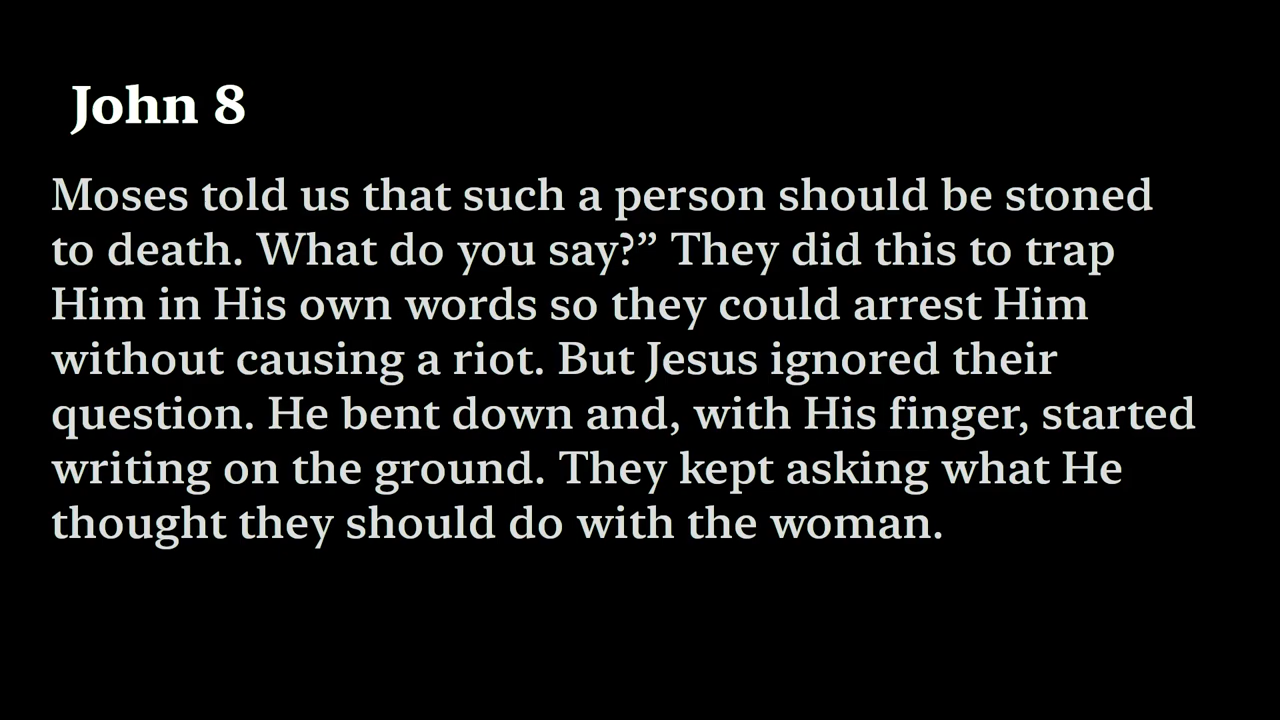 John 8
Moses told us that such a person should be stoned
to death. What do you say?” They did this to trap
Him in His own words so they could arrest Him
without causing a riot. But Jesus ignored their
question. He bent down and, with His finger, started
writing on the ground. They kept asking what He
thought they should do with the woman.